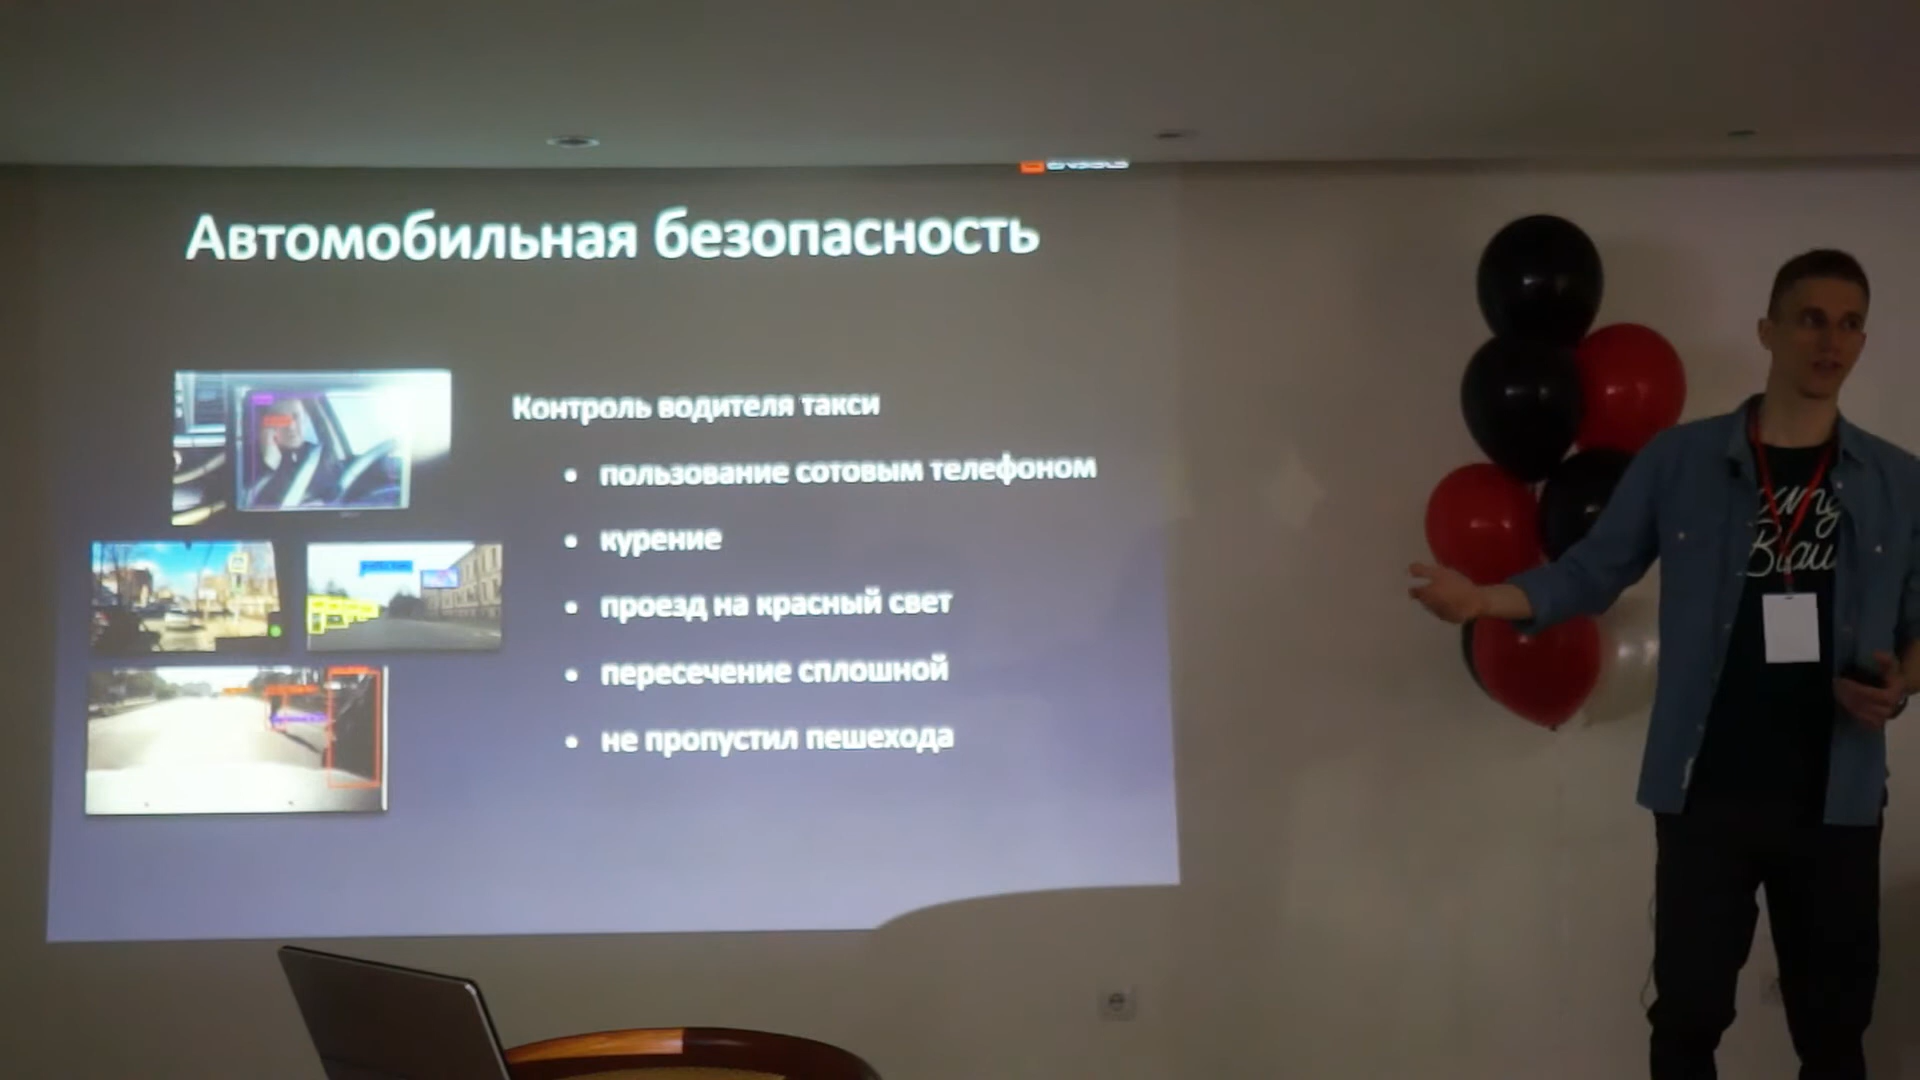 Автомобильная безопасность
Контроль водителя такси
• пользование сотовым телефоном
• курение
• проезд на красный свет
• пересечение сплошной
• не пропустил пешехода